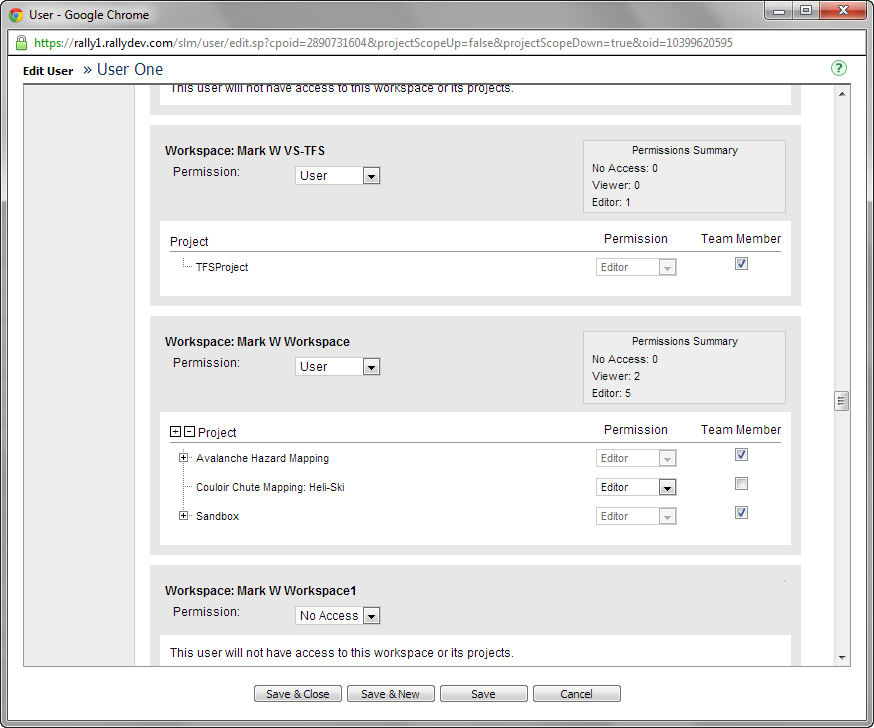 User - Google Chrome
https://rally1.rallydev.com/slm/user/edit.sp?cpoid=2890731604&projectScopeUp=false&projectScopeDown=true&oid=10399620595
Edit User » User One
?
This user will not have access to this workspace or its projects.
Workspace: Mark W VS-TFS
Permission: User
Permissions Summary
No Access: 0
Viewer: 0
Editor: 1
Project Permission Team Member
TFSProject Editor
Workspace: Mark W Workspace
Permission: User
Permissions Summary
No Access: 0
Viewer: 2
Editor: 5
Project Permission Team Member
Avalanche Hazard Mapping Editor
Couloir Chute Mapping: Heli-Ski Editor
Sandbox Editor
Workspace: Mark W Workspace1
Permission: No Access
This user will not have access to this workspace or its projects.
Save & Close Save & New Save Cancel